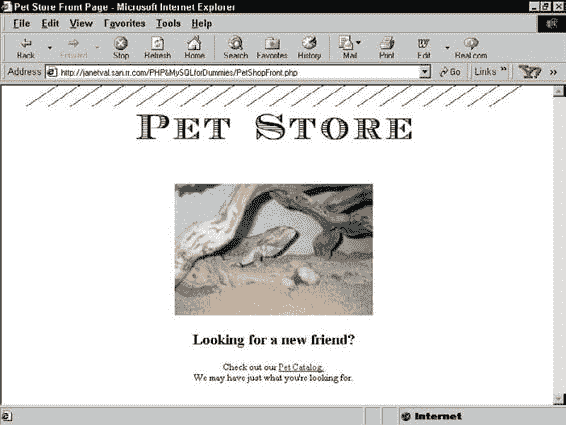 Pet Store Front Page - Microsoft Internet Explorer
File Edit View Favorites Tools Help
Back Forward Stop Refresh Home Search Favorites History Mail Print Edit Real.com
Address http://janetval.san.rr.com/PHP&MySQLforDummies/PetShopFront.php Go Links »  »
PET STORE
Looking for a new friend?
Check out our Pet Catalog.
We may have just what you're looking for.
Internet